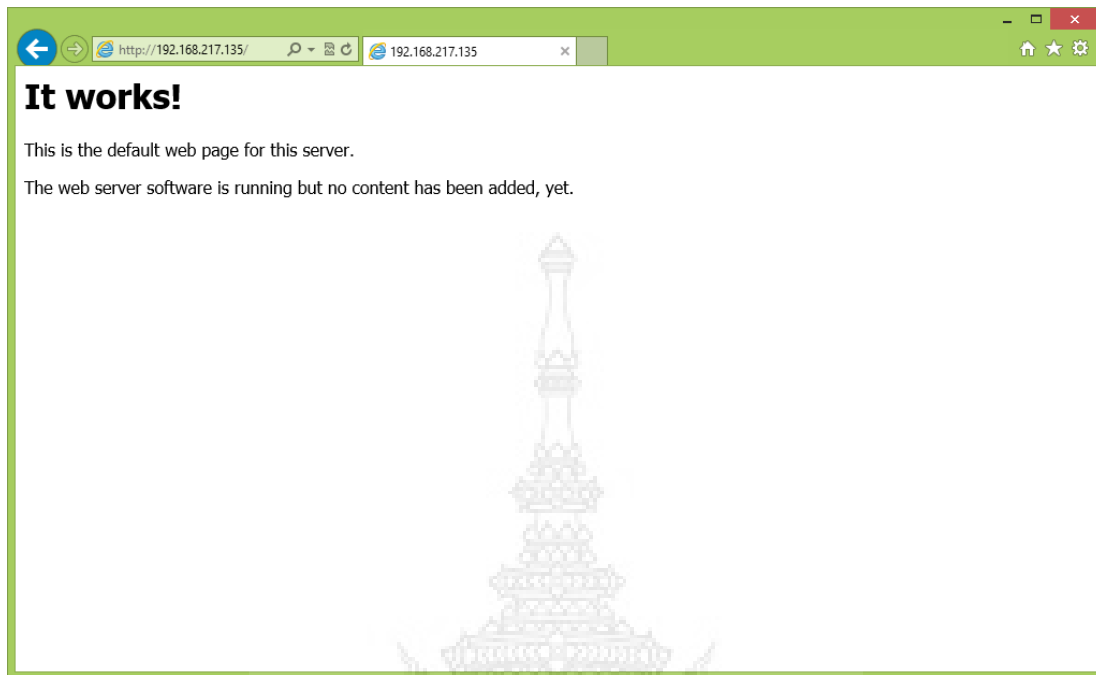 http://192.168.217.135/
192.168.217.135
It works!
This is the default web page for this server.
The web server software is running but no content has been added, yet.